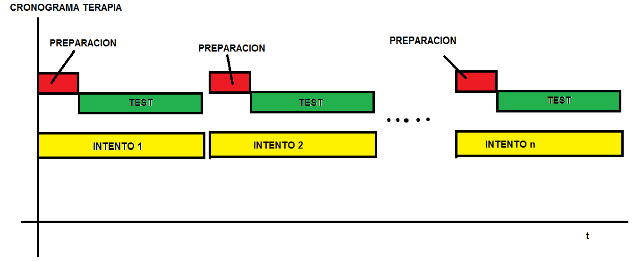 CRONOGRAMA TERAPIA
PREPARACION
PREPARACION
PREPARACION
TEST
TEST
TEST
INTENTO 1
INTENTO 2
INTENTO n
t